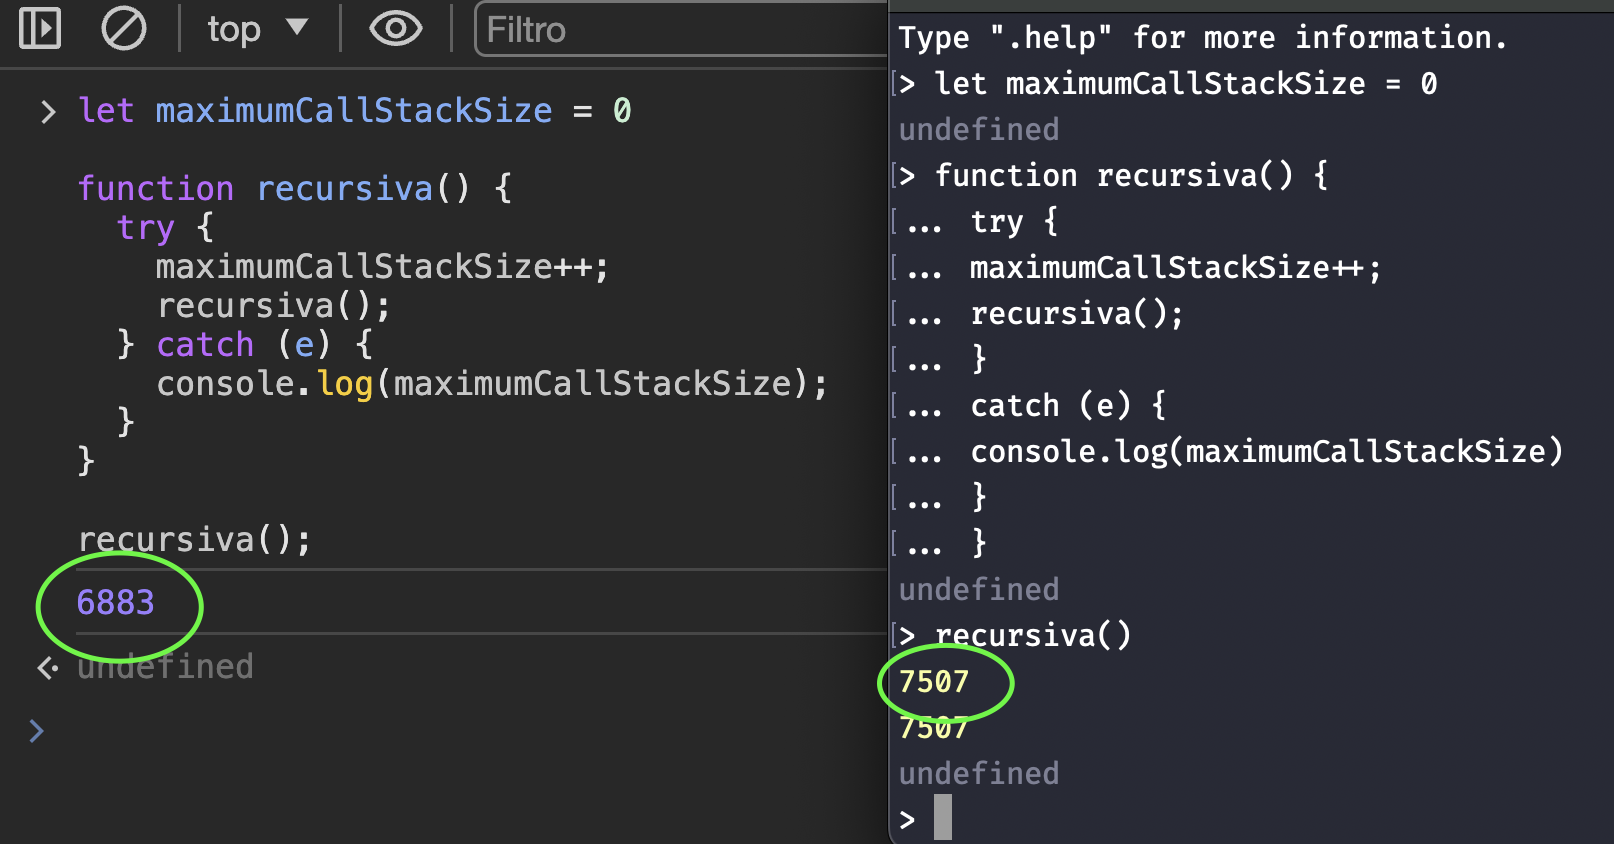 top
Filtro
> let maximumCallStackSize = 0
function recursiva() {
try {
maximumCallStackSize++;
recursiva();
} catch (e) {
console.log(maximumCallStackSize);
}
}
recursiva();
6883
undefined
>
Type ".help" for more information.
[> let maximumCallStackSize = 0
undefined
[> function recursiva() {
[... try {
[... maximumCallStackSize++;
[... recursiva();
[... }
[... catch (e) {
[... console.log(maximumCallStackSize)
[... }
[... }
undefined
[> recursiva()
7507
7507
undefined
>